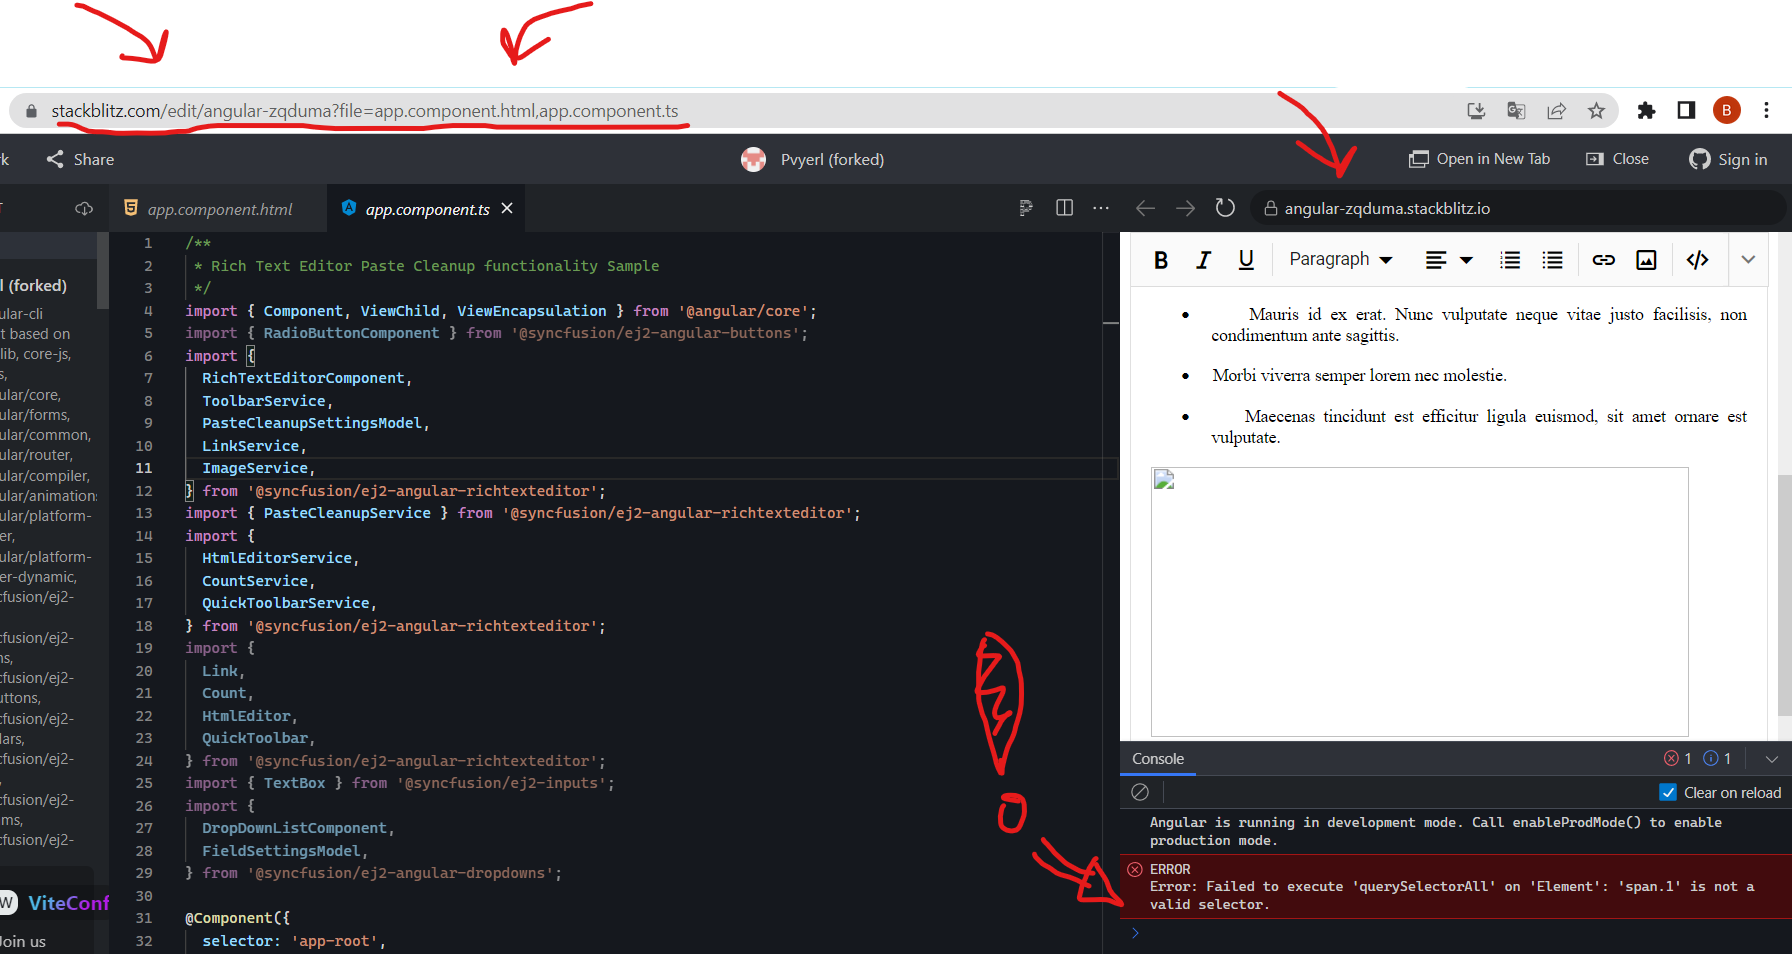 stackblitz.com/edit/angular-zqduma?file=app.component.html,app.component.ts
B
k
Share
Pvyerl (forked)
Open in New Tab
Close
Sign in
app.component.html
app.component.ts
angular-zqduma.stackblitz.io
l (forked)
ular-cli
t based on
lib, core-js,
s,
ular/core,
ular/forms,
ular/common,
ular/router,
ular/compiler,
ular/animation
ular/platform-
er,
ular/platform-
er-dynamic,
cfusion/ej2-
cfusion/ej2-
ns,
cfusion/ej2-
uttons,
cfusion/ej2-
dars,
cfusion/ej2-
cfusion/ej2-
ms,
cfusion/ej2-
W ViteConf
Join us
1 /**
2 * Rich Text Editor Paste Cleanup functionality Sample
3 */
4 import { Component, ViewChild, ViewEncapsulation } from '@angular/core';
5 import { RadioButtonComponent } from '@syncfusion/ej2-angular-buttons';
6 import {
7 RichTextEditorComponent,
8 ToolbarService,
9 PasteCleanupSettingsModel,
10 LinkService,
11 ImageService,
12 } from '@syncfusion/ej2-angular-richtexteditor';
13 import { PasteCleanupService } from '@syncfusion/ej2-angular-richtexteditor';
14 import {
15 HtmlEditorService,
16 CountService,
17 QuickToolbarService,
18 } from '@syncfusion/ej2-angular-richtexteditor';
19 import {
20 Link,
21 Count,
22 HtmlEditor,
23 QuickToolbar,
24 } from '@syncfusion/ej2-angular-richtexteditor';
25 import { TextBox } from '@syncfusion/ej2-inputs';
26 import {
27 DropDownListComponent,
28 FieldSettingsModel,
29 } from '@syncfusion/ej2-angular-dropdowns';
30
31 @Component({
32 selector: 'app-root',
B I U Paragraph
• Mauris id ex erat. Nunc vulputate neque vitae justo facilisis, non
condimentum ante sagittis.
• Morbi viverra semper lorem nec molestie.
• Maecenas tincidunt est efficitur ligula euismod, sit amet ornare est
vulputate.
Console
1 1
Clear on reload
Angular is running in development mode. Call enableProdMode() to enable
production mode.
ERROR
Error: Failed to execute 'querySelectorAll' on 'Element': 'span.1' is not a
valid selector.